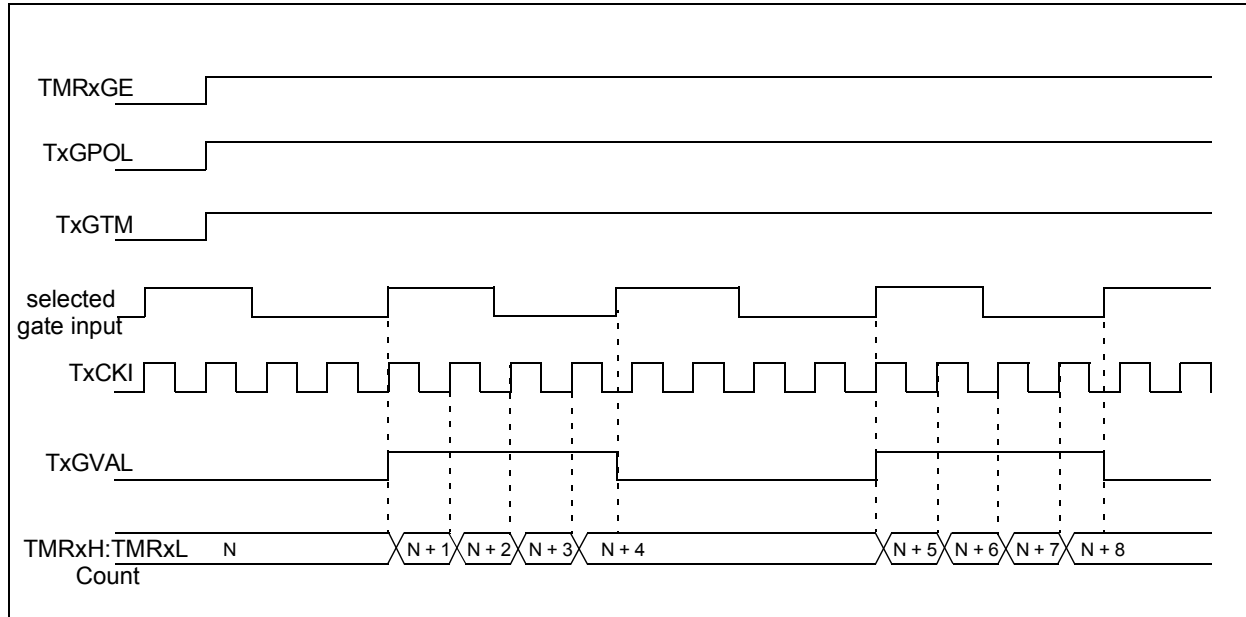 TMRxGE
TxGPOL
TxGTM
selected
gate input
TxCKI
TxGVAL
TMRxH:TMRxL
Count
N
N + 1
N + 2
N + 3
N + 4
N + 5
N + 6
N + 7
N + 8